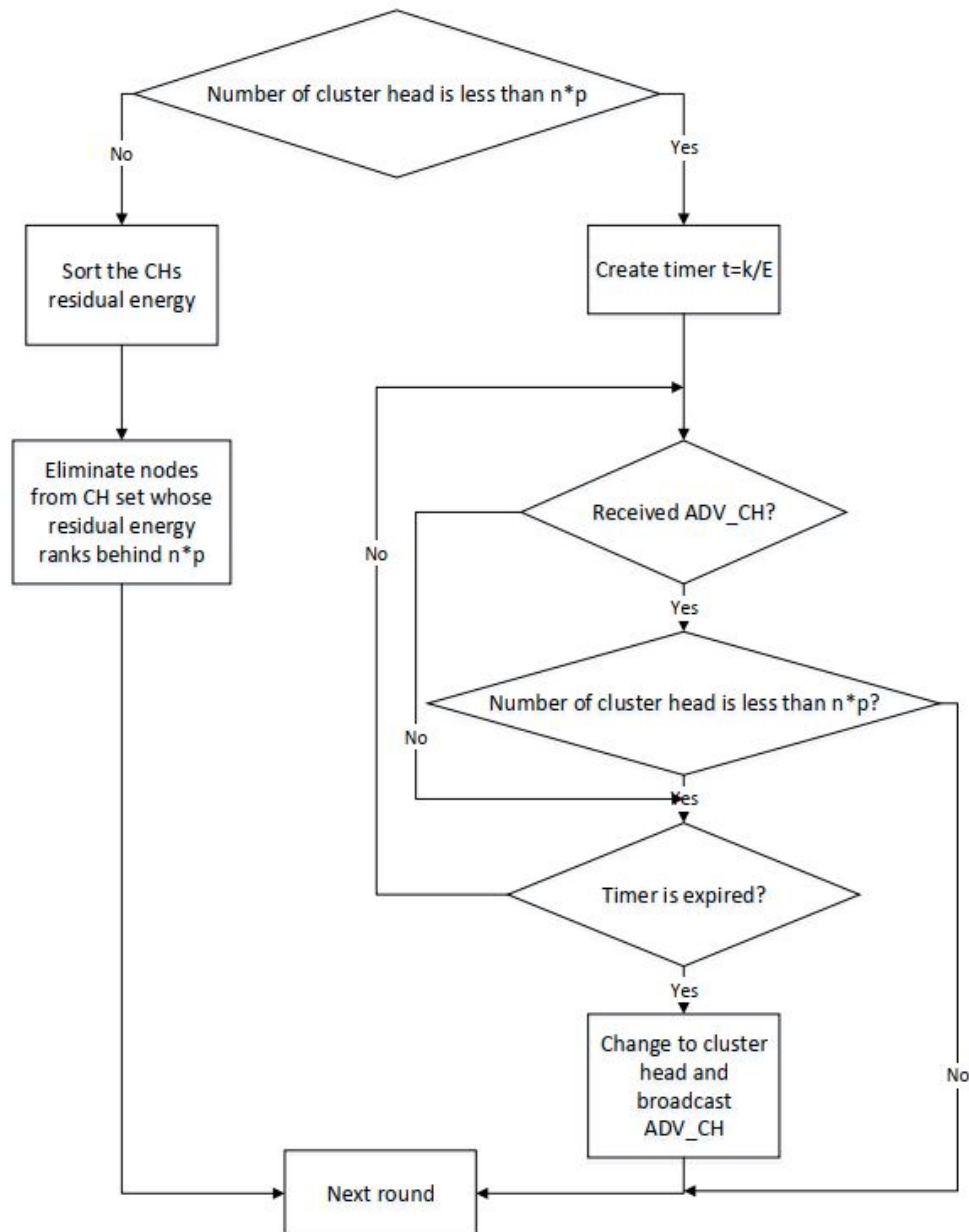 Number of cluster head is less than n*p
No
Yes
Sort the CHs
residual energy
Create timer t=k/E
Eliminate nodes
from CH set whose
residual energy
ranks behind n*p
Received ADV_CH?
No
Yes
Number of cluster head is less than n*p?
No
Yes
Timer is expired?
Yes
Change to cluster
head and
broadcast
ADV_CH
No
Next round